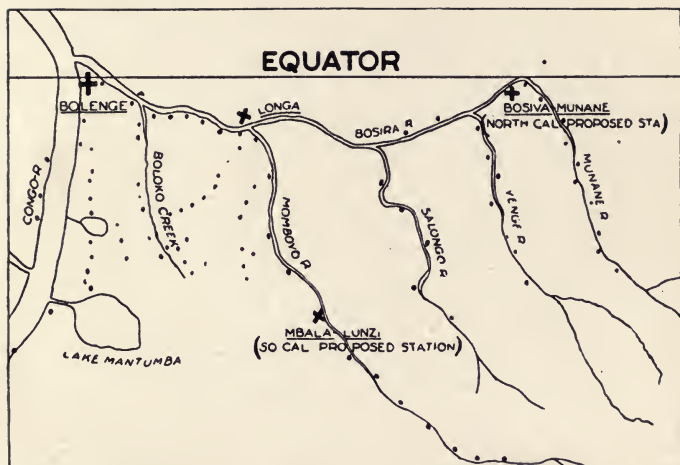 EQUATOR
BOLENGE
LONGA
BOSIRA R
BOSIVA-MUNANE
(NORTH CAL PROPOSED STA)
CONGO-R
BOLOKO CREEK
MOMBOYO R
SALONGO R
YENGE R
MUNANE R
MBALA-LUNZI
(SO CAL PROPOSED STATION)
LAKE MANTUMBA